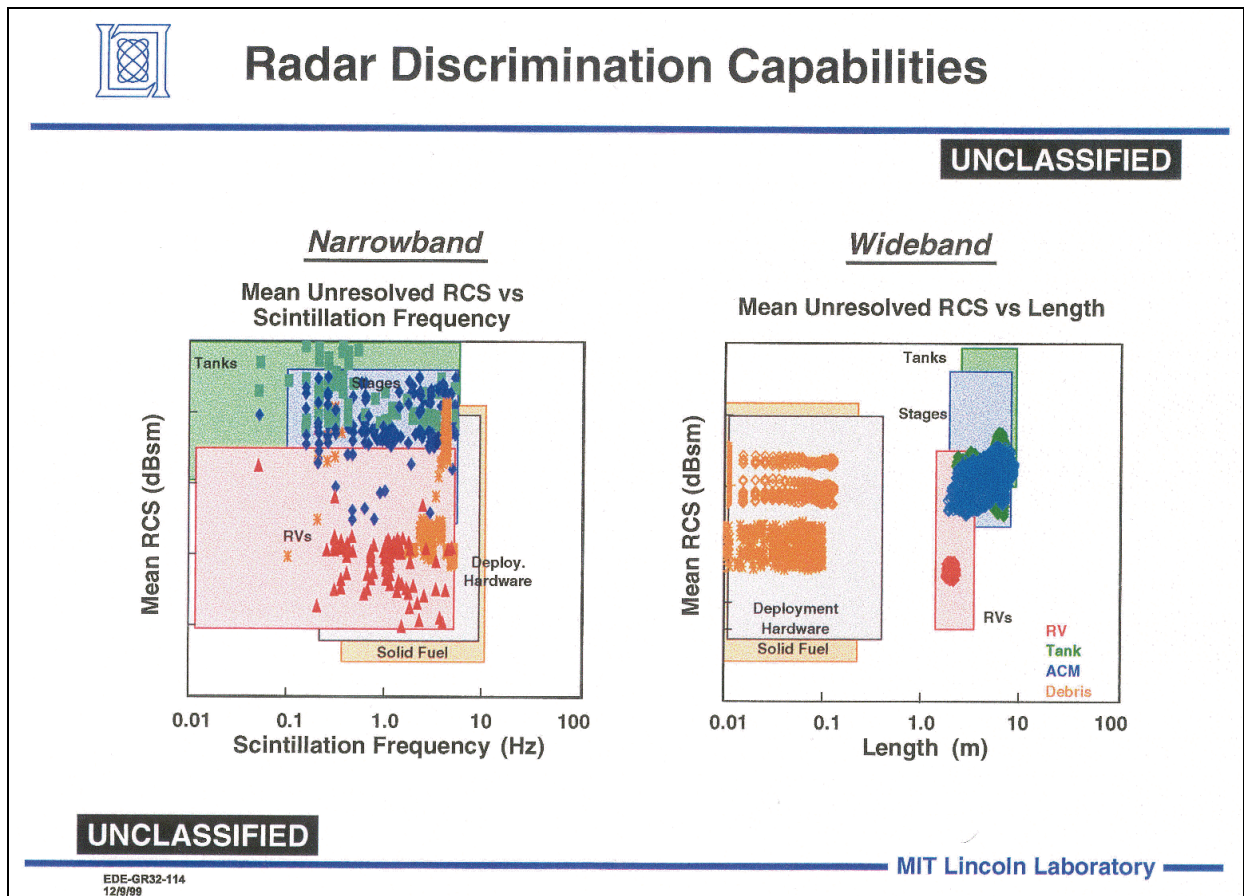 Radar Discrimination Capabilities
UNCLASSIFIED
Narrowband
Mean Unresolved RCS vs
Scintillation Frequency
Tanks
Stages
RVs
Deploy.
Hardware
Solid Fuel
Mean RCS (dBsm)
0.01 0.1 1.0 10 100
Scintillation Frequency (Hz)
Wideband
Mean Unresolved RCS vs Length
Tanks
Stages
Deployment
Hardware
Solid Fuel
RVs
RV
Tank
ACM
Debris
Mean RCS (dBsm)
0.01 0.1 1.0 10 100
Length (m)
UNCLASSIFIED
MIT Lincoln Laboratory
EDE-GR32-114
12/9/99